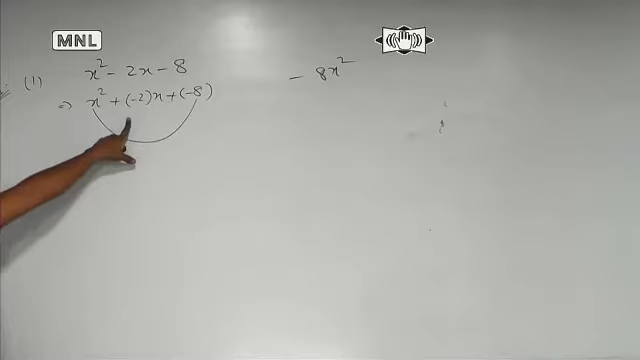 MNL
(1) x² - 2x - 8
⇒ x² + (-2)x + (-8)
- 8x²